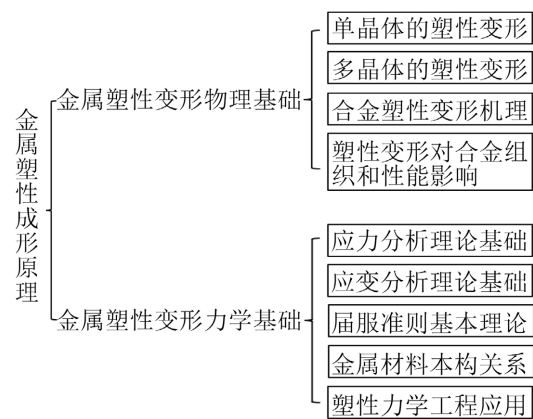 金属塑性成形原理
金属塑性变形物理基础
单晶体的塑性变形
多晶体的塑性变形
合金塑性变形机理
塑性变形对合金组
织和性能影响
金属塑性变形力学基础
应力分析理论基础
应变分析理论基础
届服准则基本理论
金属材料本构关系
塑性力学工程应用